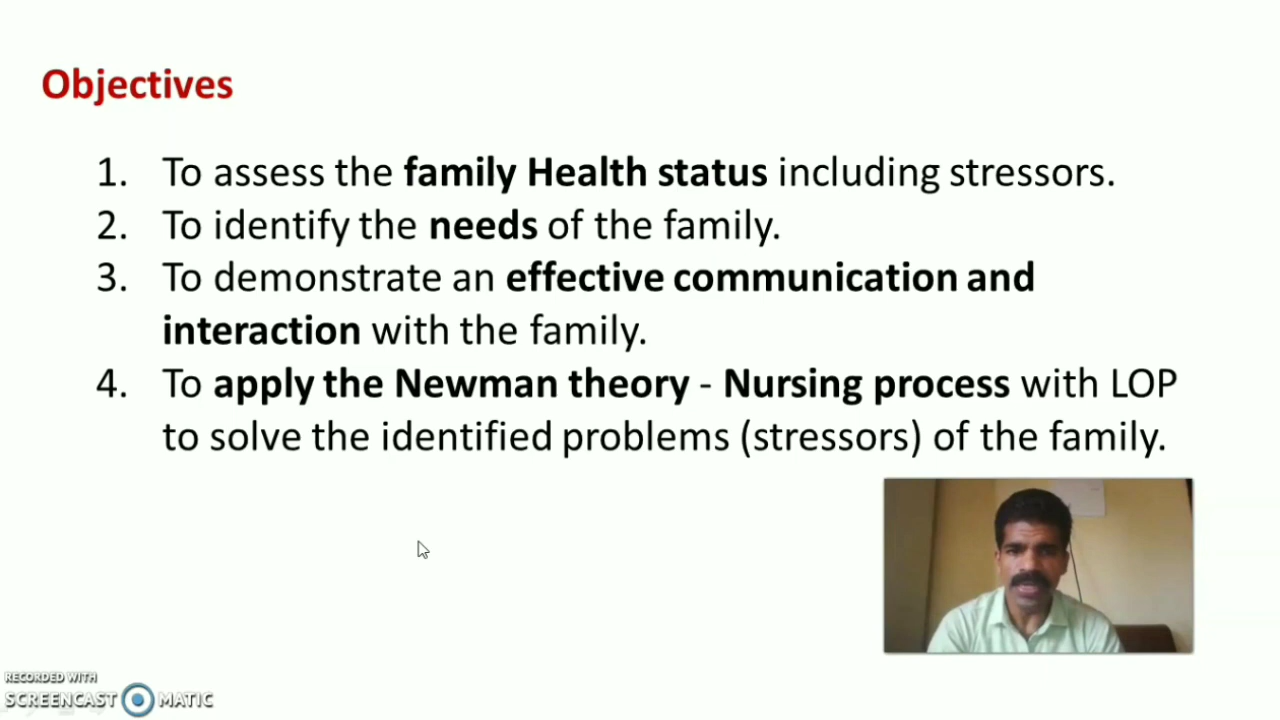 Objectives
1. To assess the family Health status including stressors.
2. To identify the needs of the family.
3. To demonstrate an effective communication and
interaction with the family.
4. To apply the Newman theory - Nursing process with LOP
to solve the identified problems (stressors) of the family.
RECORDED WITH
SCREENCAST MATIC